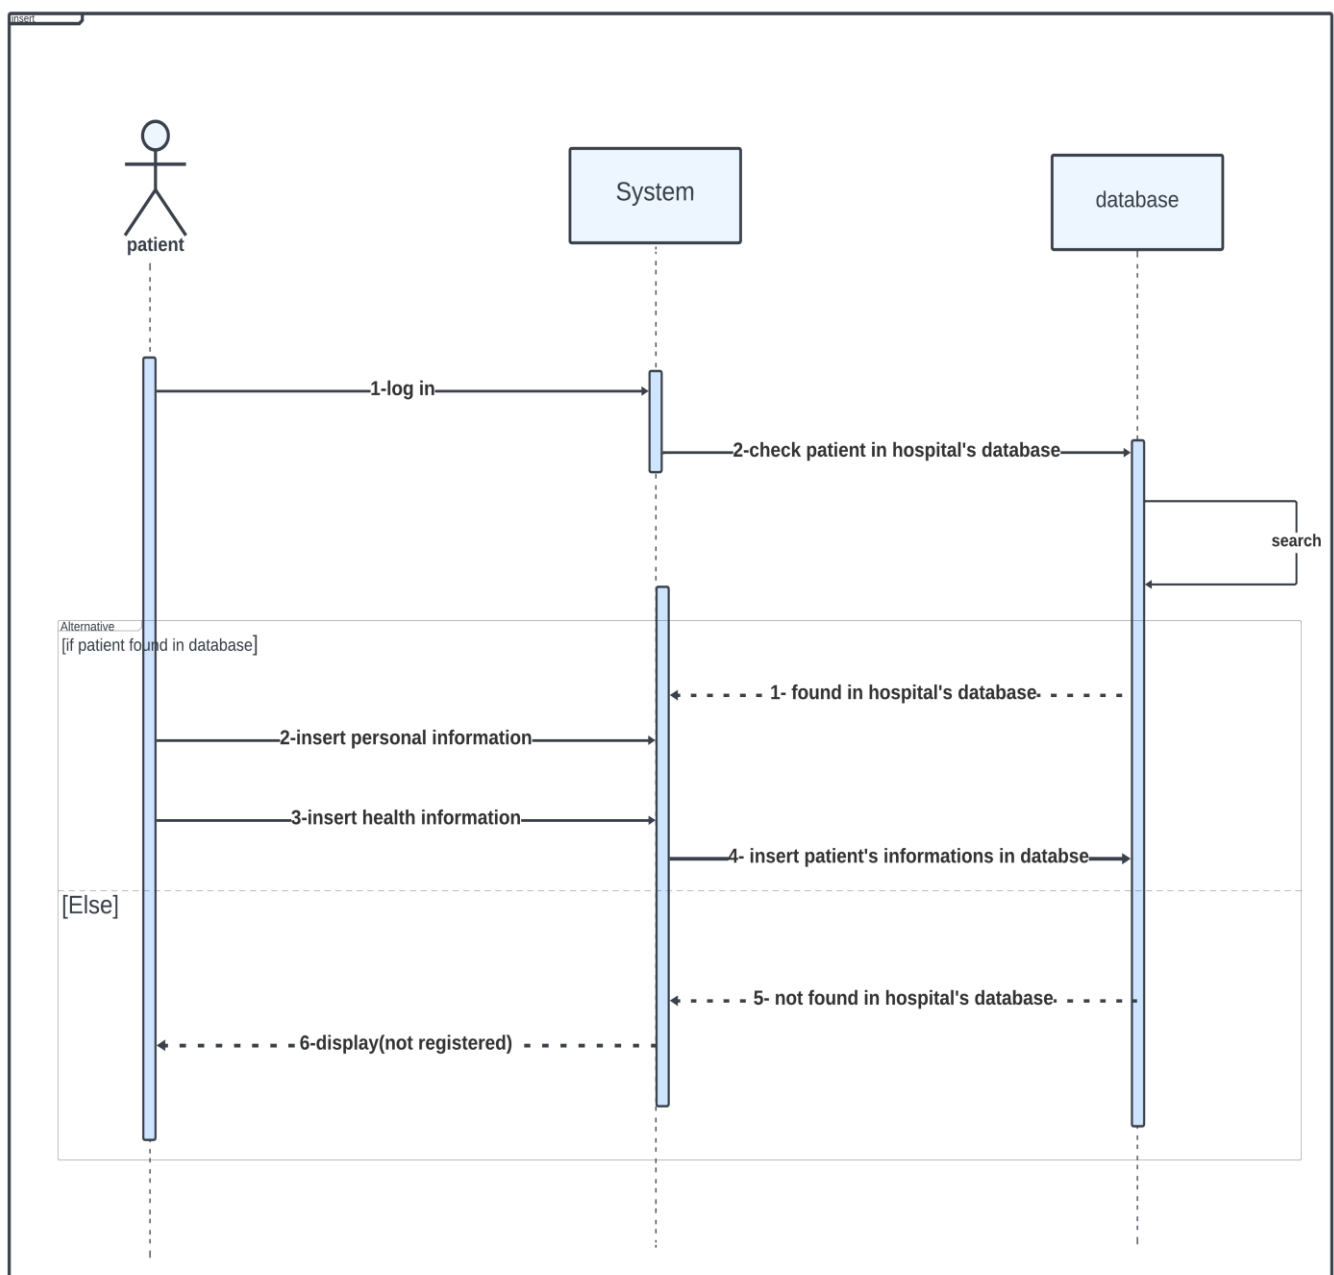 insert
patient
System
database
1-log in
2-check patient in hospital's database
search
Alternative
[if patient found in database]
1- found in hospital's database
2-insert personal information
3-insert health information
4- insert patient's informations in databse
[Else]
5- not found in hospital's database
6-display(not registered)